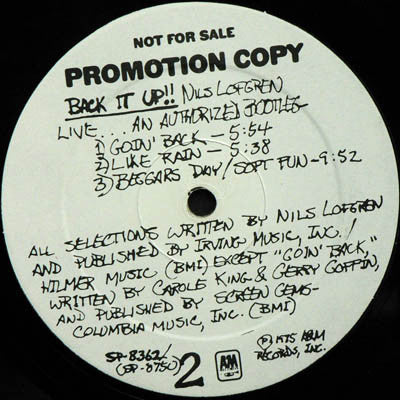 NOT FOR SALE
PROMOTION COPY
BACK IT UP!! NILS LOFGREN
LIVE.... AN AUTHORIZED BOOTLEG
1) GOIN' BACK - 5:54
2) LIKE RAIN - 5:38
3) BEGGARS DAY/SOFT FUN - 9:52
ALL SELECTIONS WRITTEN BY NILS LOFGREN
AND PUBLISHED BY IRVING MUSIC, INC./
HILMER MUSIC (BMI) EXCEPT "GOIN' BACK,"
WRITTEN BY CAROLE KING & GERRY GOFFIN,
AND PUBLISHED BY SCREEN GEMS-
COLUMBIA MUSIC, INC. (BMI)
SP-8362/
(SP-8750)
2
A&M
Ⓟ 1975 A&M
RECORDS, INC.